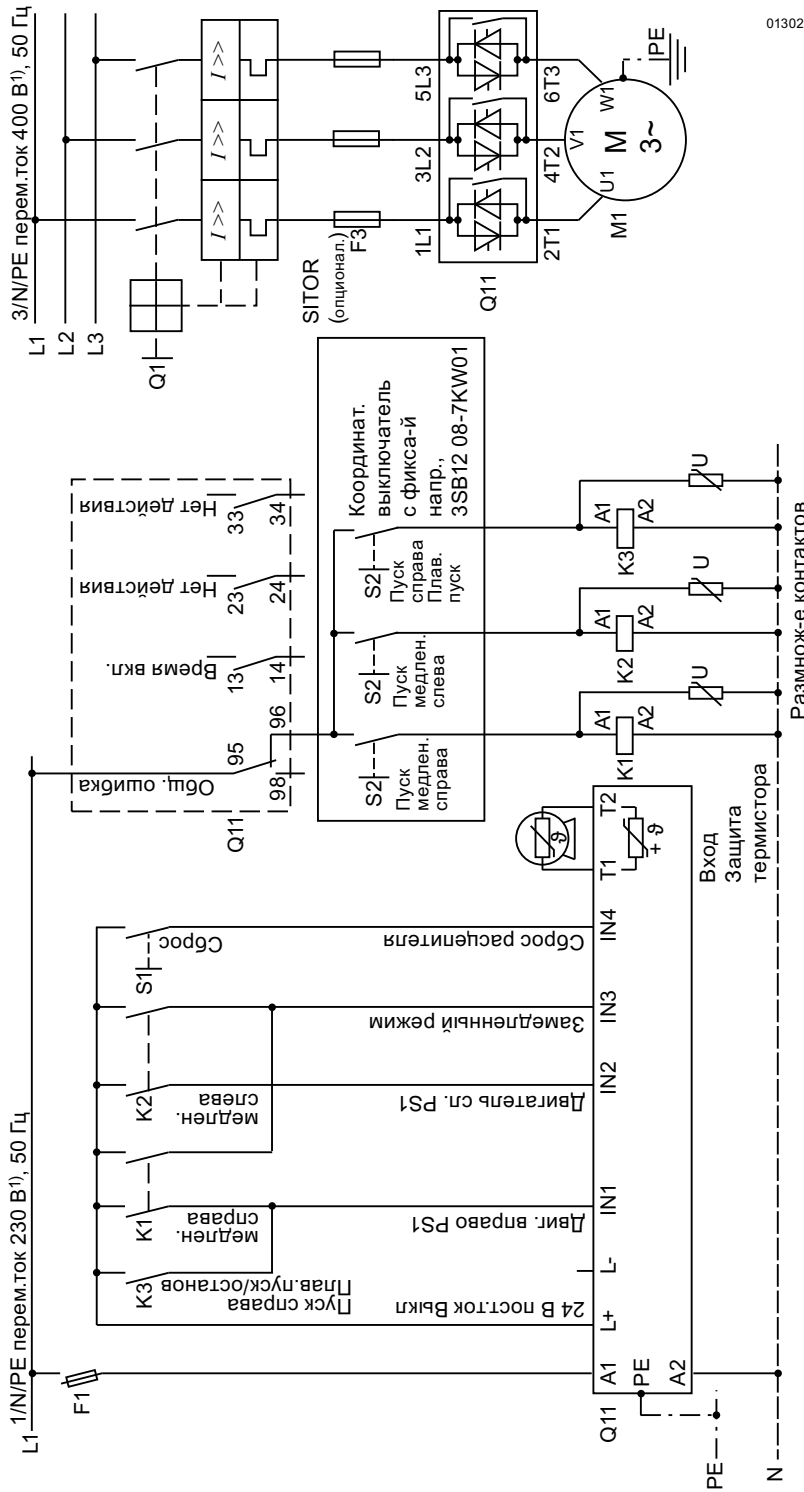 01302
1/N/PE перем.ток 230 В1), 50 Гц
L1
F1
K3
Пуск справа
Плав.пуск/останов
K1
медлен.
справа
K2
медлен.
слева
S1
Сброс
24 В пост.ток Выкл
Двиг. вправо PS1
Двигатель сл. PS1
Замедленный режим
Сброс расцепителя
Q11
A1
L+
L-
IN1
IN2
IN3
IN4
T1
T2
PE
A2
ϑ
+ ϑ
Вход
Защита
термистора
PE
N
Q11
Общ. ошибка
95
98
96
Время вкл.
13
14
Нет действия
23
24
Нет действия
33
34
S2
Пуск
медлен.
справа
S2
Пуск
медлен.
слева
S2
Пуск
справа
Плав.
пуск
Координат.
выключатель
с фикса-й
напр.,
3SB12 08-7KW01
K1
A1
A2
U
K2
A1
A2
U
K3
A1
A2
U
Размнож-е контактов
3/N/PE перем.ток 400 В1), 50 Гц
L1
L2
L3
Q1
I >>
I >>
I >>
SITOR
(опционал.)
F3
1L1
3L2
5L3
Q11
2T1
4T2
6T3
U1
V1
W1
M
3~
M1
PE